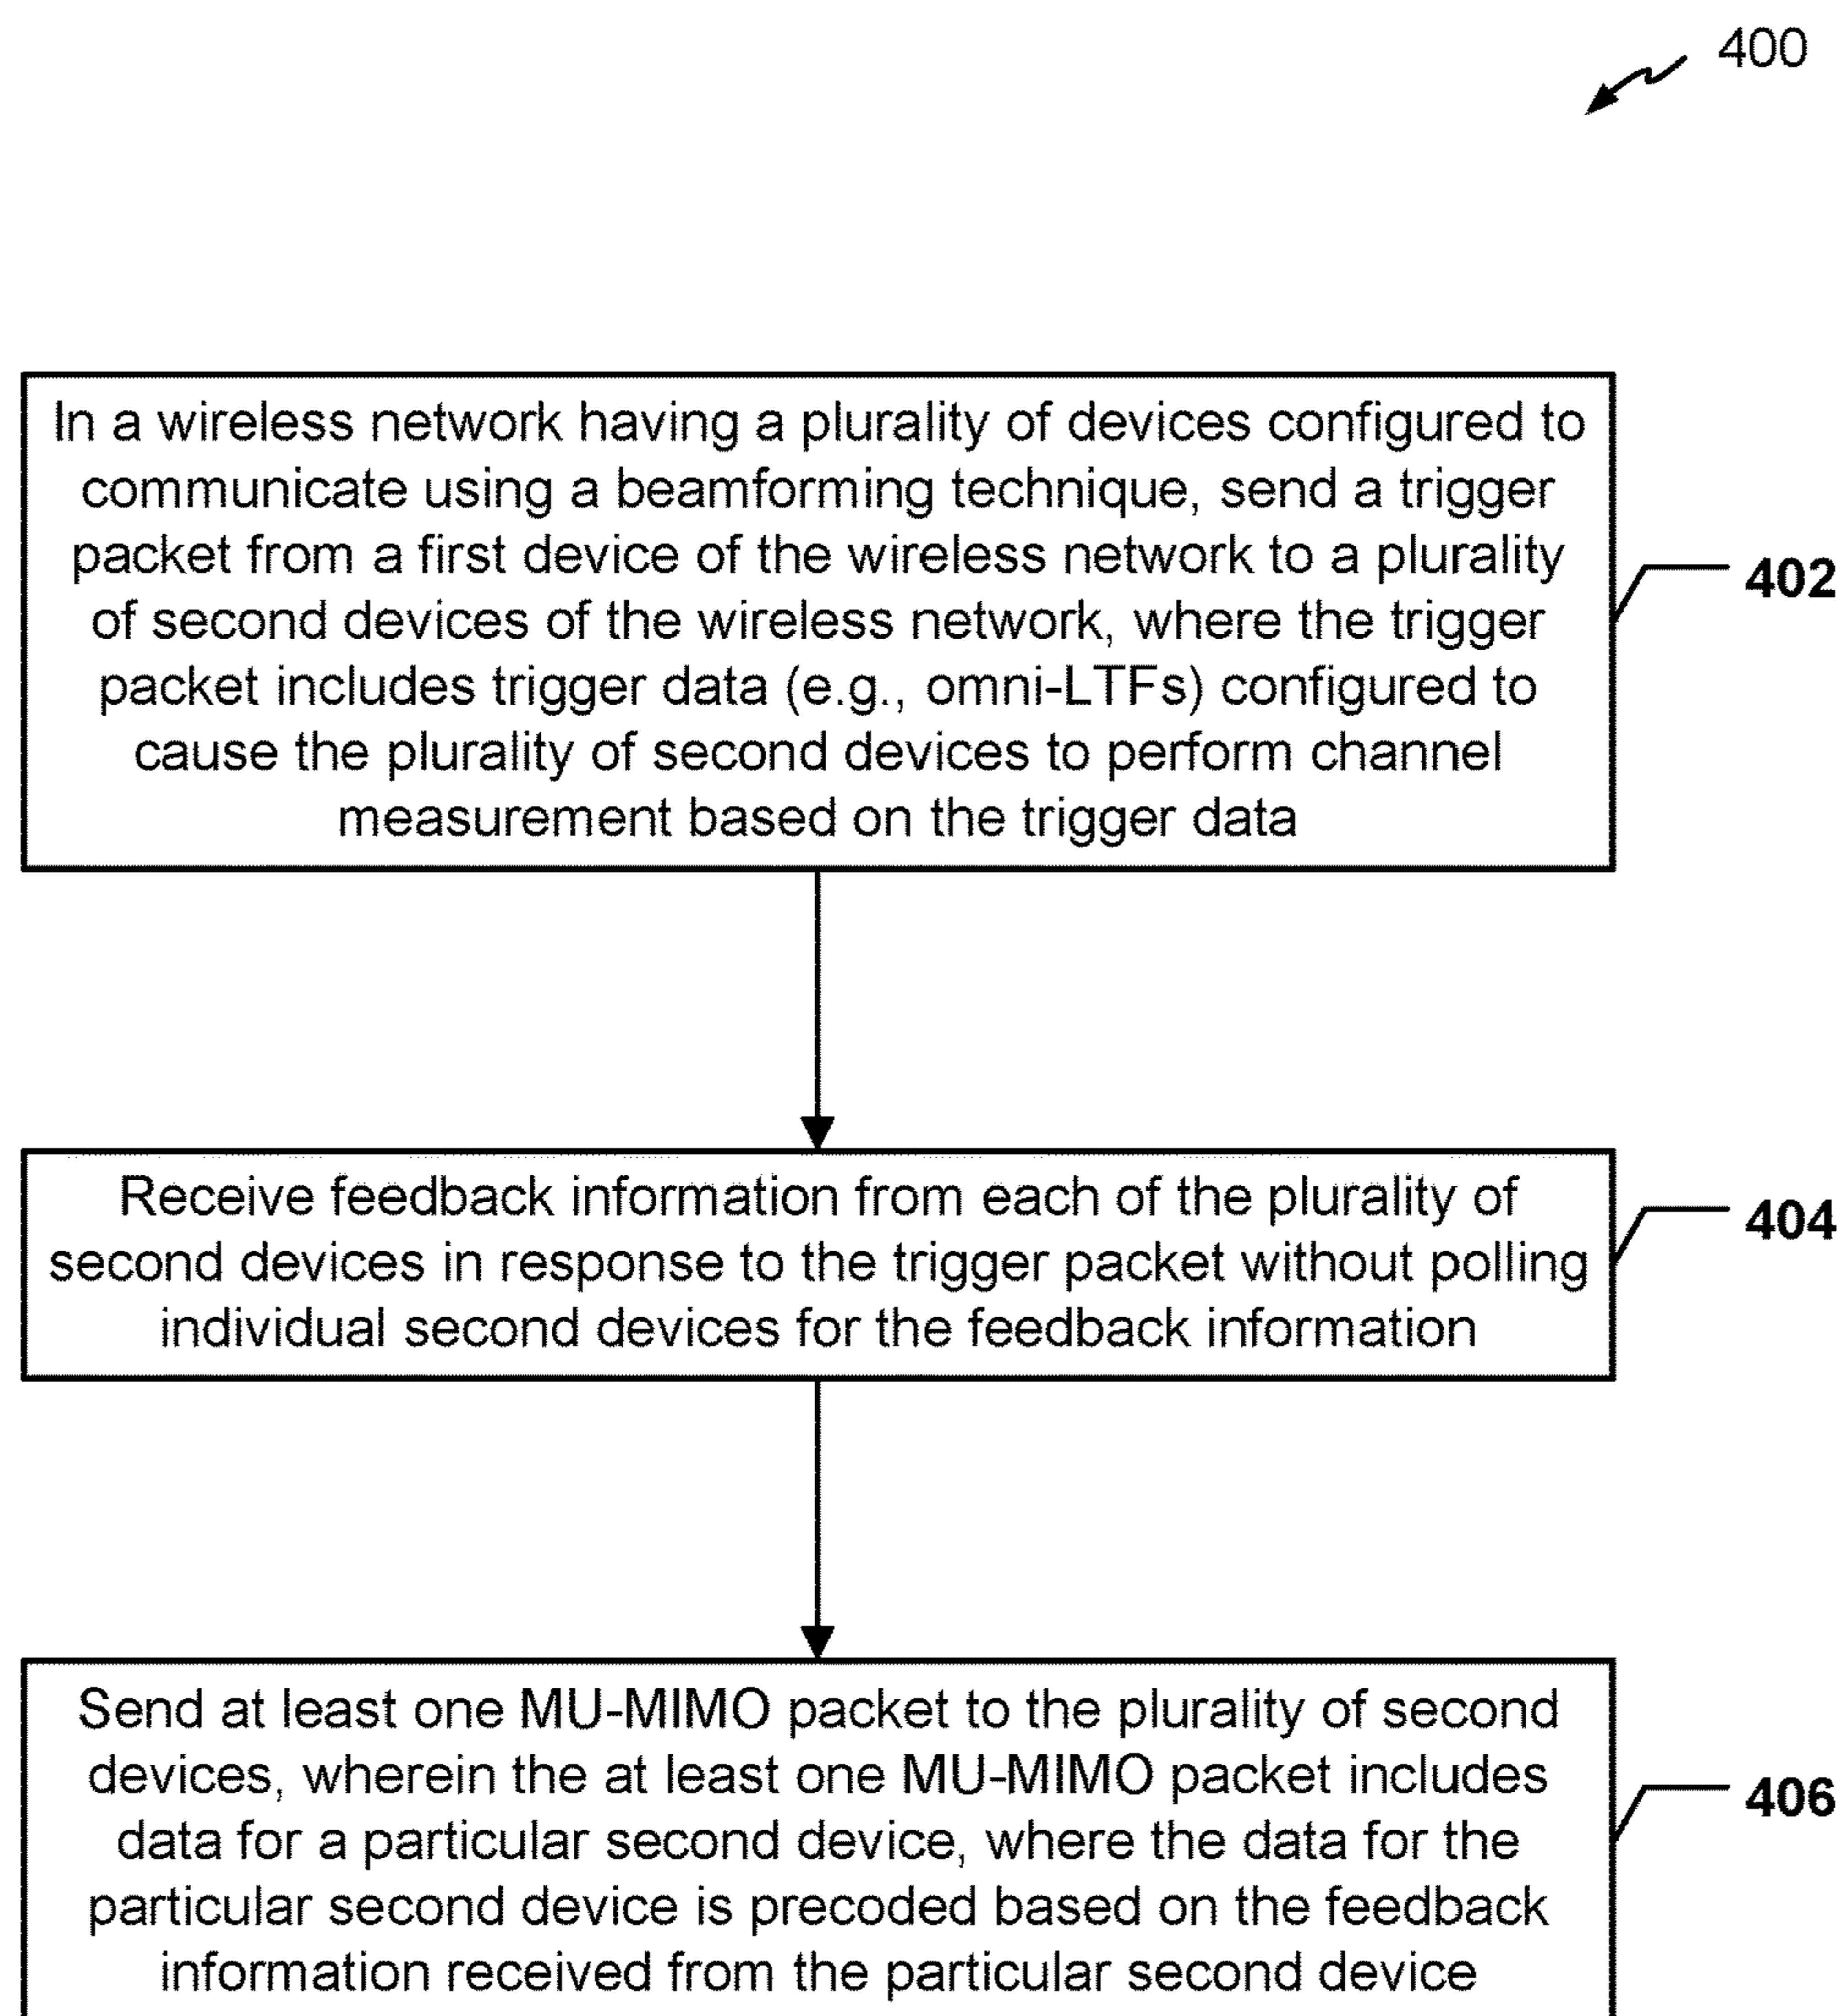 400
In a wireless network having a plurality of devices configured to
communicate using a beamforming technique, send a trigger
packet from a first device of the wireless network to a plurality
of second devices of the wireless network, where the trigger
packet includes trigger data (e.g., omni-LTFs) configured to
cause the plurality of second devices to perform channel
measurement based on the trigger data
402
Receive feedback information from each of the plurality of
second devices in response to the trigger packet without polling
individual second devices for the feedback information
404
Send at least one MU-MIMO packet to the plurality of second
devices, wherein the at least one MU-MIMO packet includes
data for a particular second device, where the data for the
particular second device is precoded based on the feedback
information received from the particular second device
406